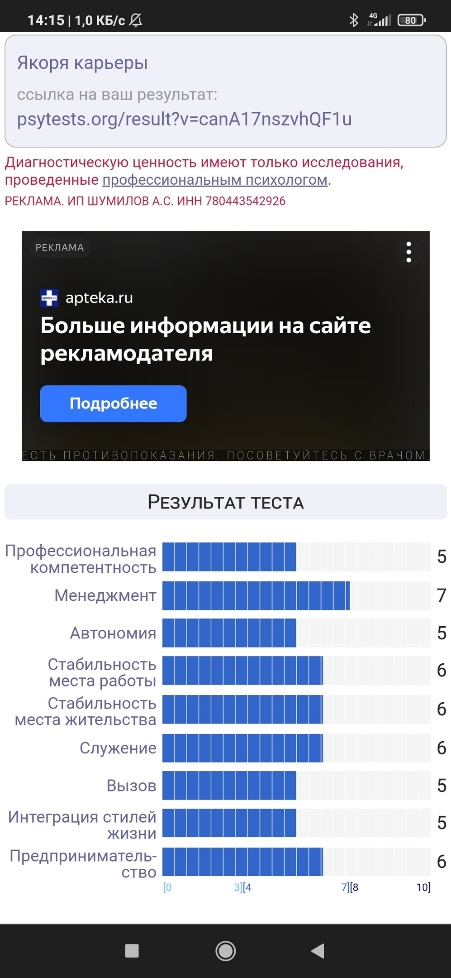 14:15 | 1,0 КБ/с
4G
80
Якоря карьеры
ссылка на ваш результат:
psytests.org/result?v=canA17nszvhQF1u
Диагностическую ценность имеют только исследования,
проведенные профессиональным психологом.
РЕКЛАМА. ИП ШУМИЛОВ А.С. ИНН 780443542926
РЕКЛАМА
apteka.ru
Больше информации на сайте
рекламодателя
Подробнее
ЕСТЬ ПРОТИВОПОКАЗАНИЯ. ПОСОВЕТУЙТЕСЬ С ВРАЧОМ
Результат теста
Профессиональная
компетентность 5
Менеджмент 7
Автономия 5
Стабильность
места работы 6
Стабильность
места жительства 6
Служение 6
Вызов 5
Интеграция стилей
жизни 5
Предприниматель-
ство 6
[0 3][4 7][8 10]